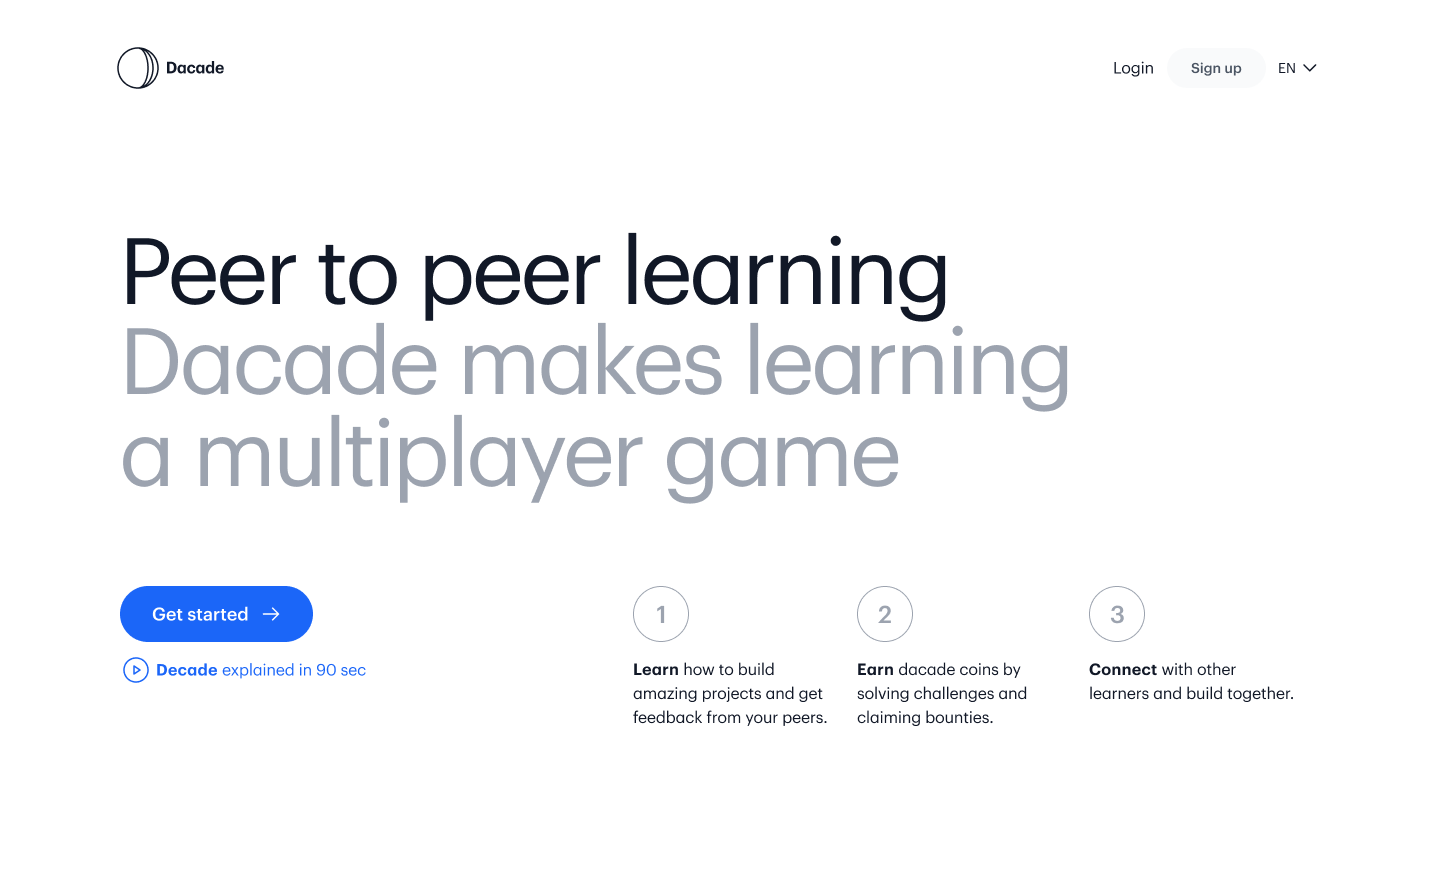 Dacade
Login
Sign up
EN
Peer to peer learning
Dacade makes learning
a multiplayer game
Get started
Decade explained in 90 sec
1
Learn how to build
amazing projects and get
feedback from your peers.
2
Earn dacade coins by
solving challenges and
claiming bounties.
3
Connect with other
learners and build together.